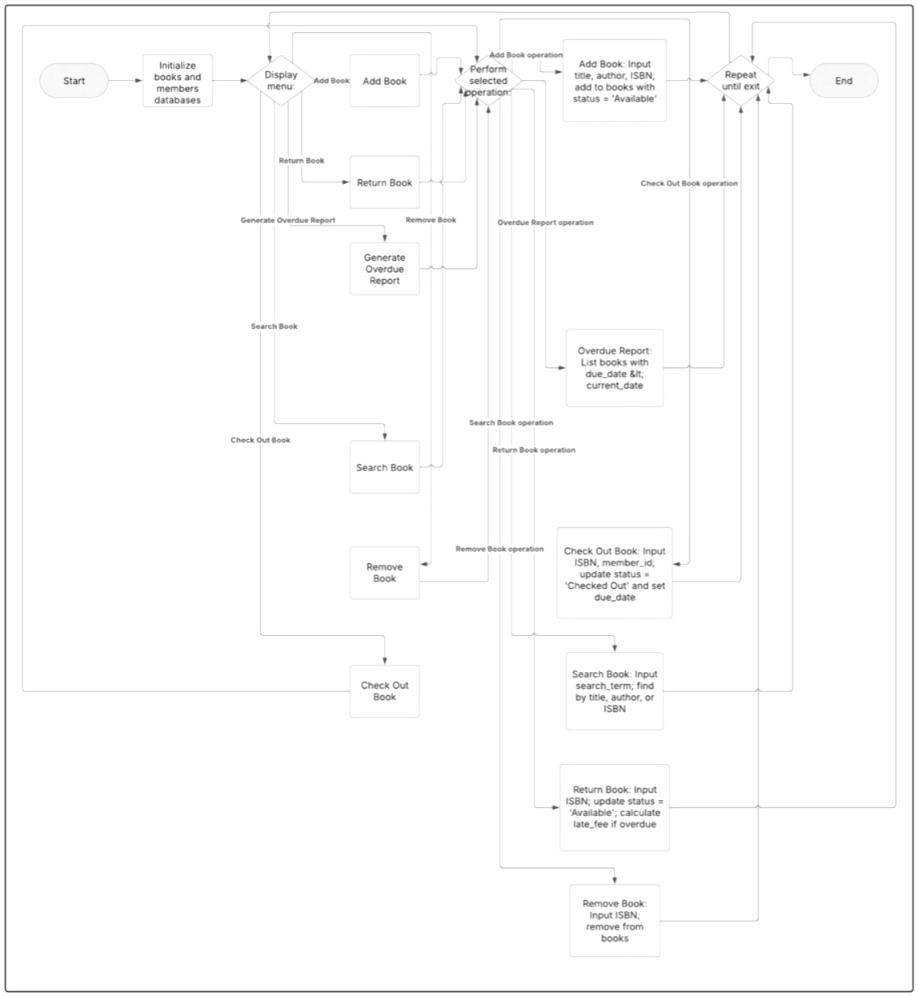 Start
Initialize
books and
members
databases
Display
menu:
Add Book
Add Book
Perform
selected
operation:
Add Book operation
Add Book: Input
title, author, ISBN;
add to books with
status = 'Available'
Repeat
until exit
End
Return Book
Return Book
Check Out Book operation
Generate Overdue Report
Remove Book
Overdue Report operation
Generate
Overdue
Report
Search Book
Overdue Report:
List books with
due_date &lt;
current_date
Search Book operation
Check Out Book
Return Book operation
Search Book
Remove Book operation
Remove
Book
Check Out Book: Input
ISBN, member_id;
update status =
'Checked Out' and set
due_date
Check Out
Book
Search Book: Input
search_term; find
by title, author, or
ISBN
Return Book: Input
ISBN; update status =
'Available'; calculate
late_fee if overdue
Remove Book:
Input ISBN;
remove from
books